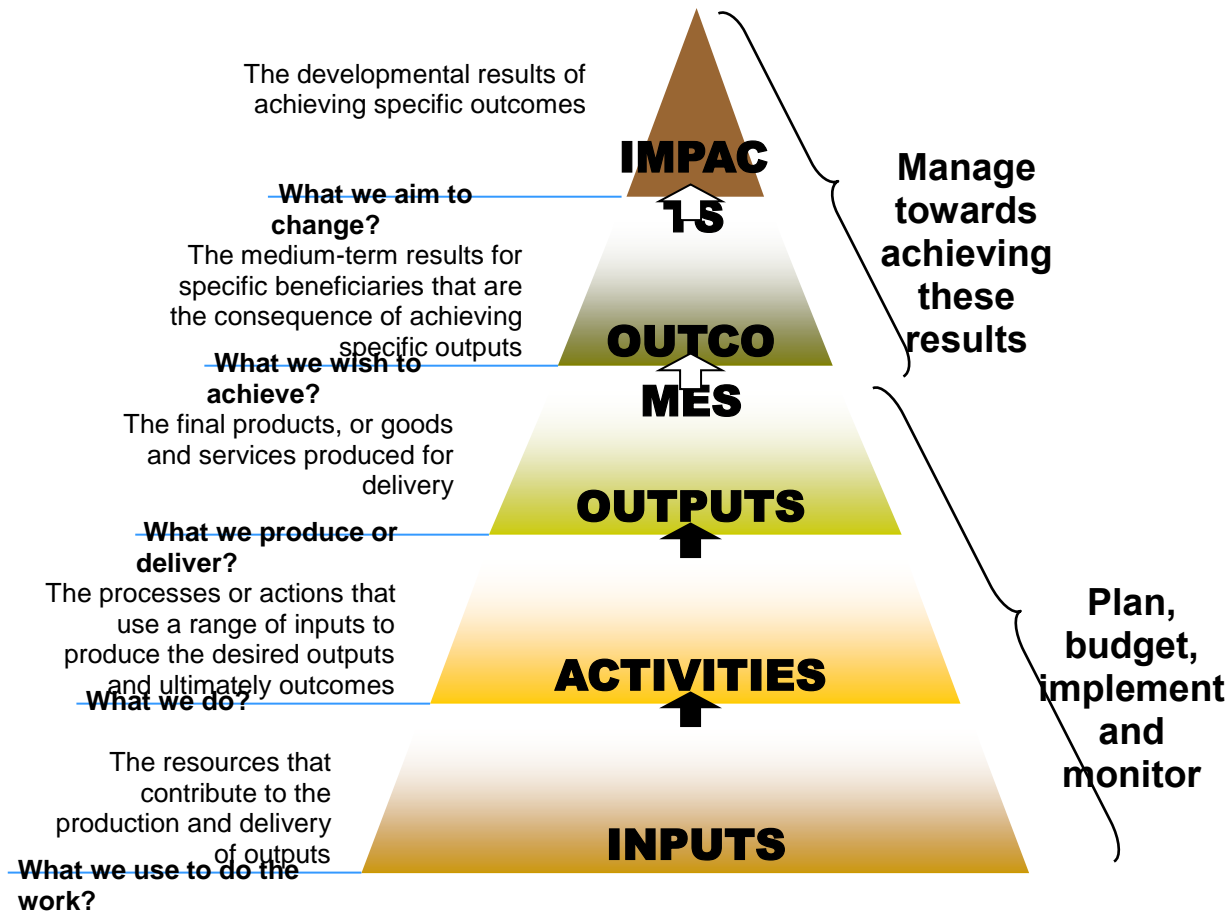 The developmental results of
achieving specific outcomes
IMPAC
TS
Manage
towards
achieving
these
results
What we aim to
change?
The medium-term results for
specific beneficiaries that are
the consequence of achieving
specific outputs
OUTCO
MES
What we wish to
achieve?
The final products, or goods
and services produced for
delivery
OUTPUTS
What we produce or
deliver?
The processes or actions that
use a range of inputs to
produce the desired outputs
and ultimately outcomes
ACTIVITIES
What we do?
Plan,
budget,
implement
and
monitor
The resources that
contribute to the
production and delivery
of outputs
INPUTS
What we use to do the
work?